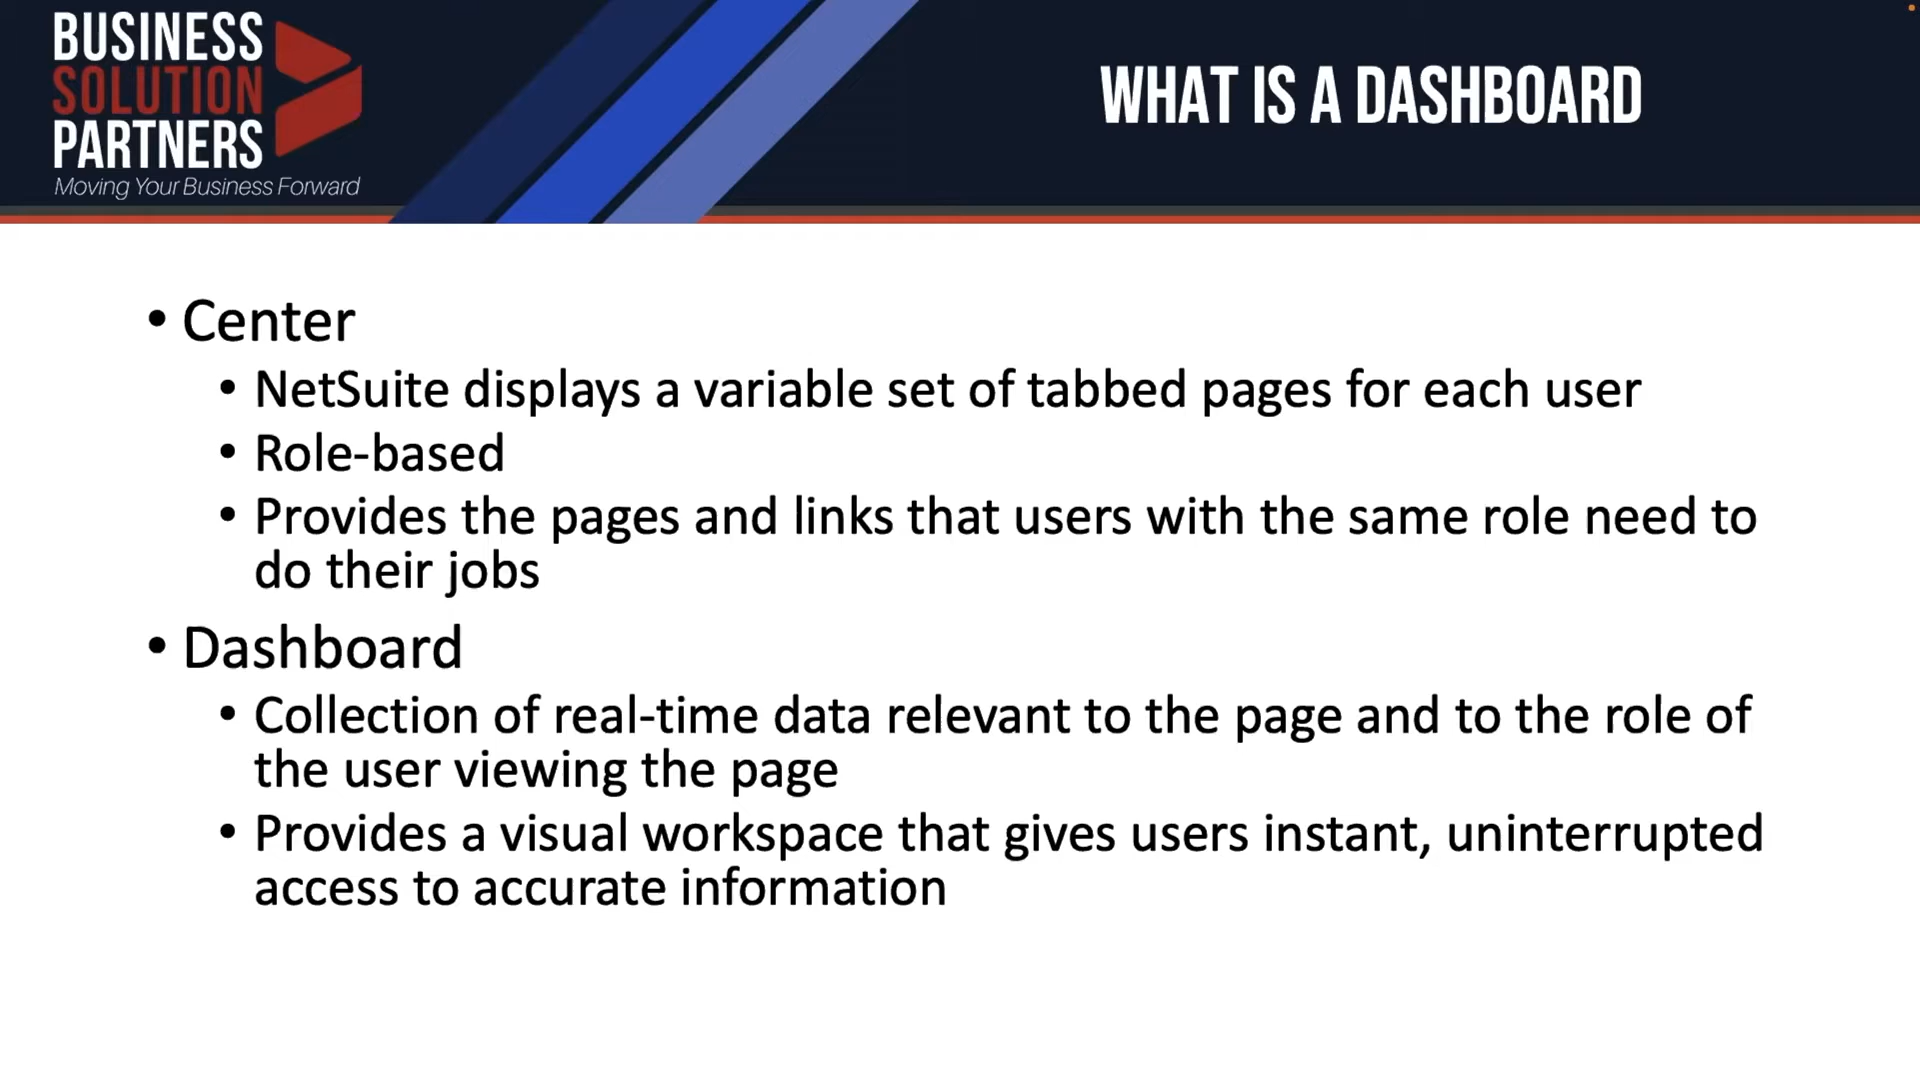 BUSINESS
SOLUTION
PARTNERS
Moving Your Business Forward
WHAT IS A DASHBOARD
• Center
• NetSuite displays a variable set of tabbed pages for each user
• Role-based
• Provides the pages and links that users with the same role need to
do their jobs
• Dashboard
• Collection of real-time data relevant to the page and to the role of
the user viewing the page
• Provides a visual workspace that gives users instant, uninterrupted
access to accurate information